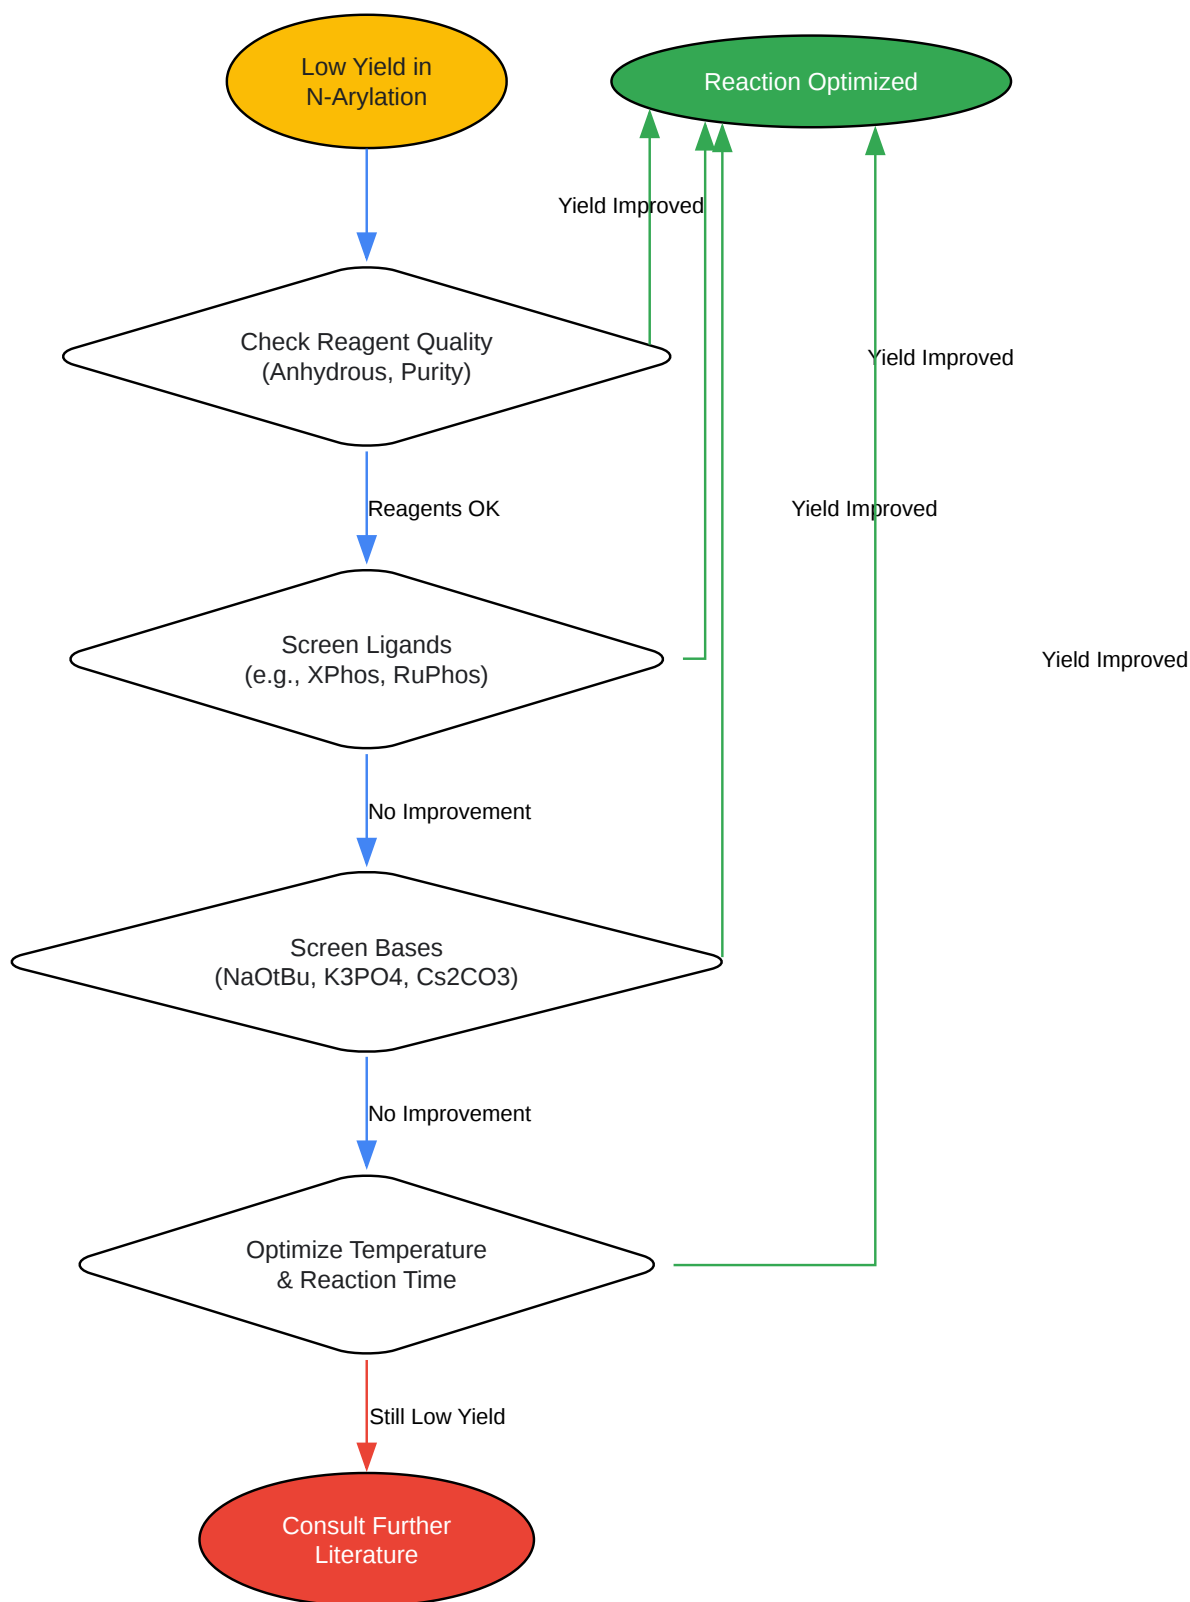 Low Yield in
N-Arylation
Reaction Optimized
Yield Improved
Check Reagent Quality
(Anhydrous, Purity)
Yield Improved
Reagents OK
Yield Improved
Screen Ligands
(e.g., XPhos, RuPhos)
Yield Improved
No Improvement
Screen Bases
(NaOtBu, K3PO4, Cs2CO3)
No Improvement
Optimize Temperature
& Reaction Time
Still Low Yield
Consult Further
Literature